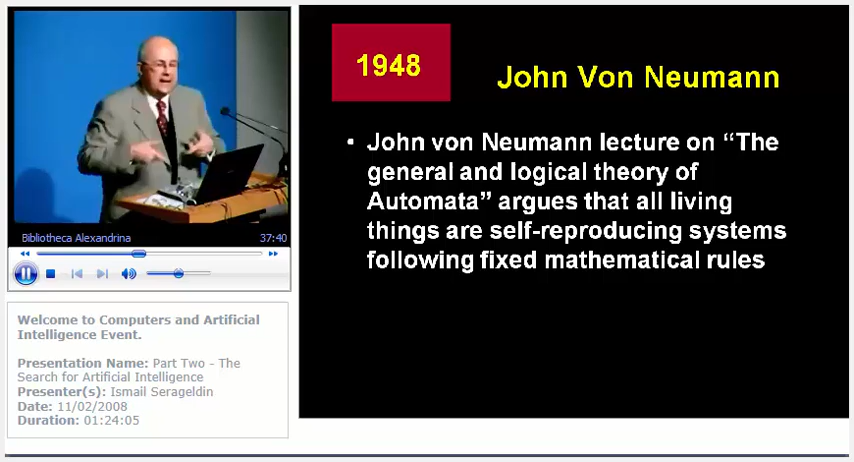 1948
John Von Neumann
• John von Neumann lecture on “The
general and logical theory of
Automata” argues that all living
things are self-reproducing systems
following fixed mathematical rules
Bibliotheca Alexandrina 37:40
Welcome to Computers and Artificial
Intelligence Event.
Presentation Name: Part Two - The
Search for Artificial Intelligence
Presenter(s): Ismail Serageldin
Date: 11/02/2008
Duration: 01:24:05